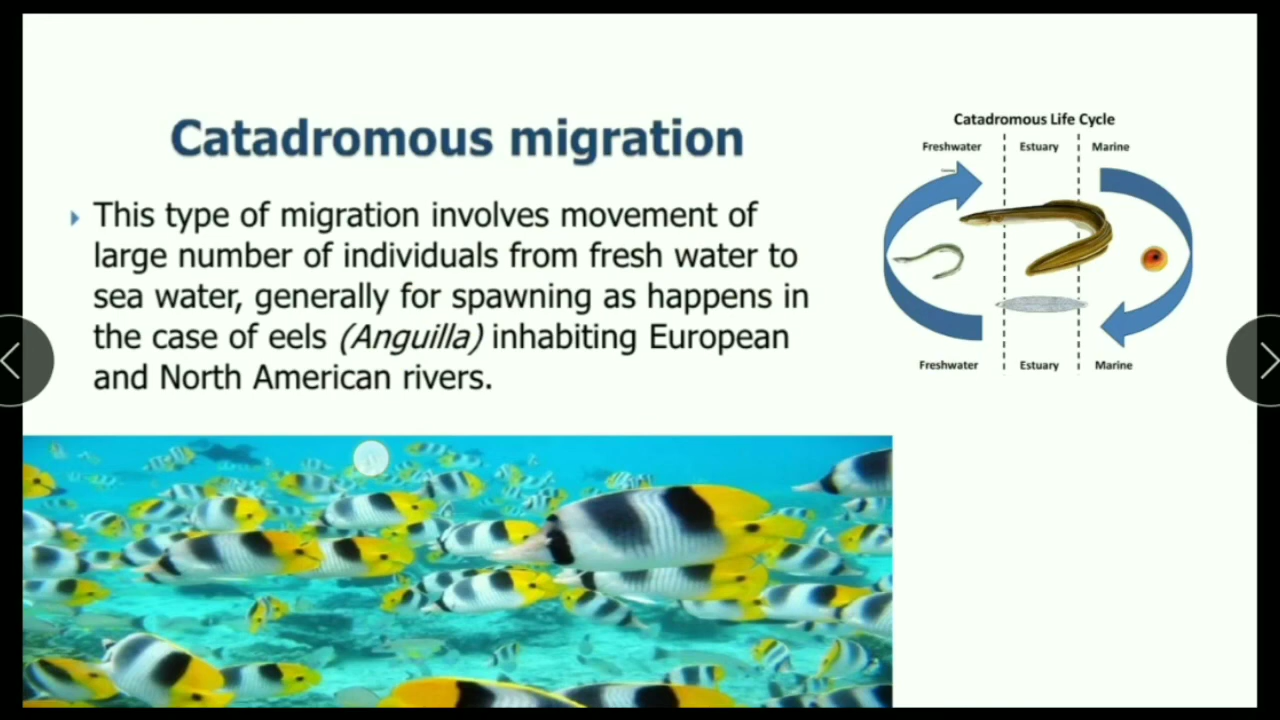 Catadromous migration
This type of migration involves movement of
large number of individuals from fresh water to
sea water, generally for spawning as happens in
the case of eels (Anguilla) inhabiting European
and North American rivers.
Catadromous Life Cycle
Freshwater Estuary Marine
Freshwater Estuary Marine